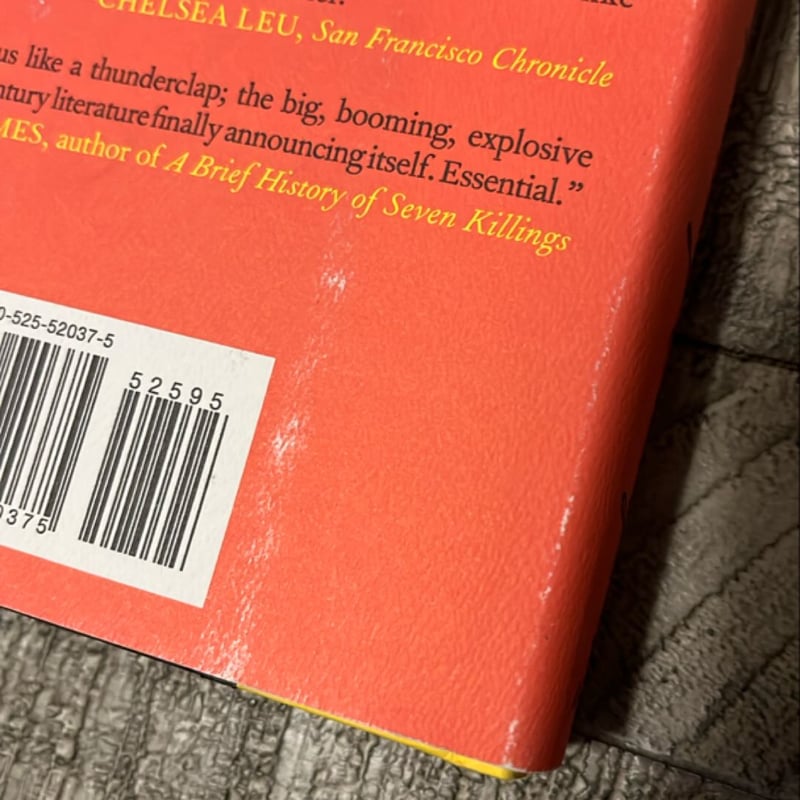 CHELSEA LEU, San Francisco Chronicle
us like a thunderclap; the big, booming, explosive
ntury literature finally announcing itself. Essential.”
MES, author of A Brief History of Seven Killings
0-525-52037-5
52595
0375